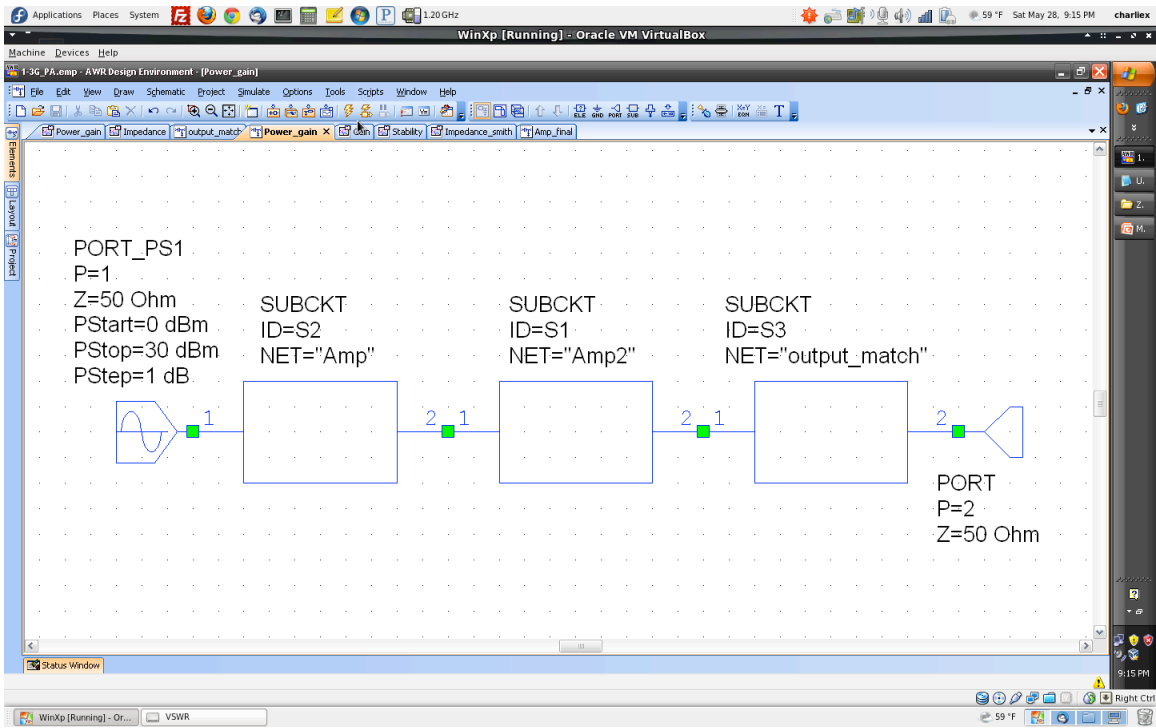 Applications Places System
1.20 GHz
59 °F Sat May 28, 9:15 PM charliex
WinXp [Running] - Oracle VM VirtualBox
Machine Devices Help
1-3G_PA.emp - AWR Design Environment - [Power_gain]
File Edit View Draw Schematic Project Simulate Options Tools Scripts Window Help
Power_gain Impedance output_match Power_gain Gain Stability Impedance_smith Amp_final
Elements
Layout
Project
PORT_PS1
P=1
Z=50 Ohm
PStart=0 dBm
PStop=30 dBm
PStep=1 dB
SUBCKT
ID=S2
NET="Amp"
SUBCKT
ID=S1
NET="Amp2"
SUBCKT
ID=S3
NET="output_match"
1 2 1 2 1 2
PORT
P=2
Z=50 Ohm
1.
U.
Z.
M.
Status Window
9:15 PM
Right Ctrl
WinXp [Running] - Or... VSWR
59 °F